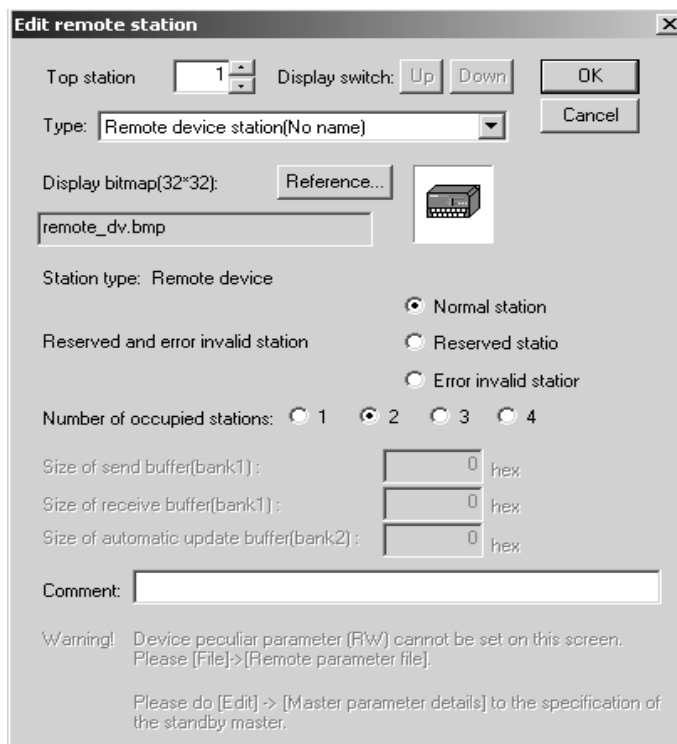 Edit remote station
Top station 1 Display switch: Up Down OK
Type: Remote device station(No name) Cancel
Display bitmap(32*32): Reference...
remote_dv.bmp
Station type: Remote device
Normal station
Reserved and error invalid station Reserved statio
Error invalid statior
Number of occupied stations: 1 2 3 4
Size of send buffer(bank1) : 0 hex
Size of receive buffer(bank1) : 0 hex
Size of automatic update buffer(bank2) : 0 hex
Comment:
Warning! Device peculiar parameter (RW) cannot be set on this screen.
Please [File]->[Remote parameter file].
Please do [Edit] -> [Master parameter details] to the specification of
the standby master.